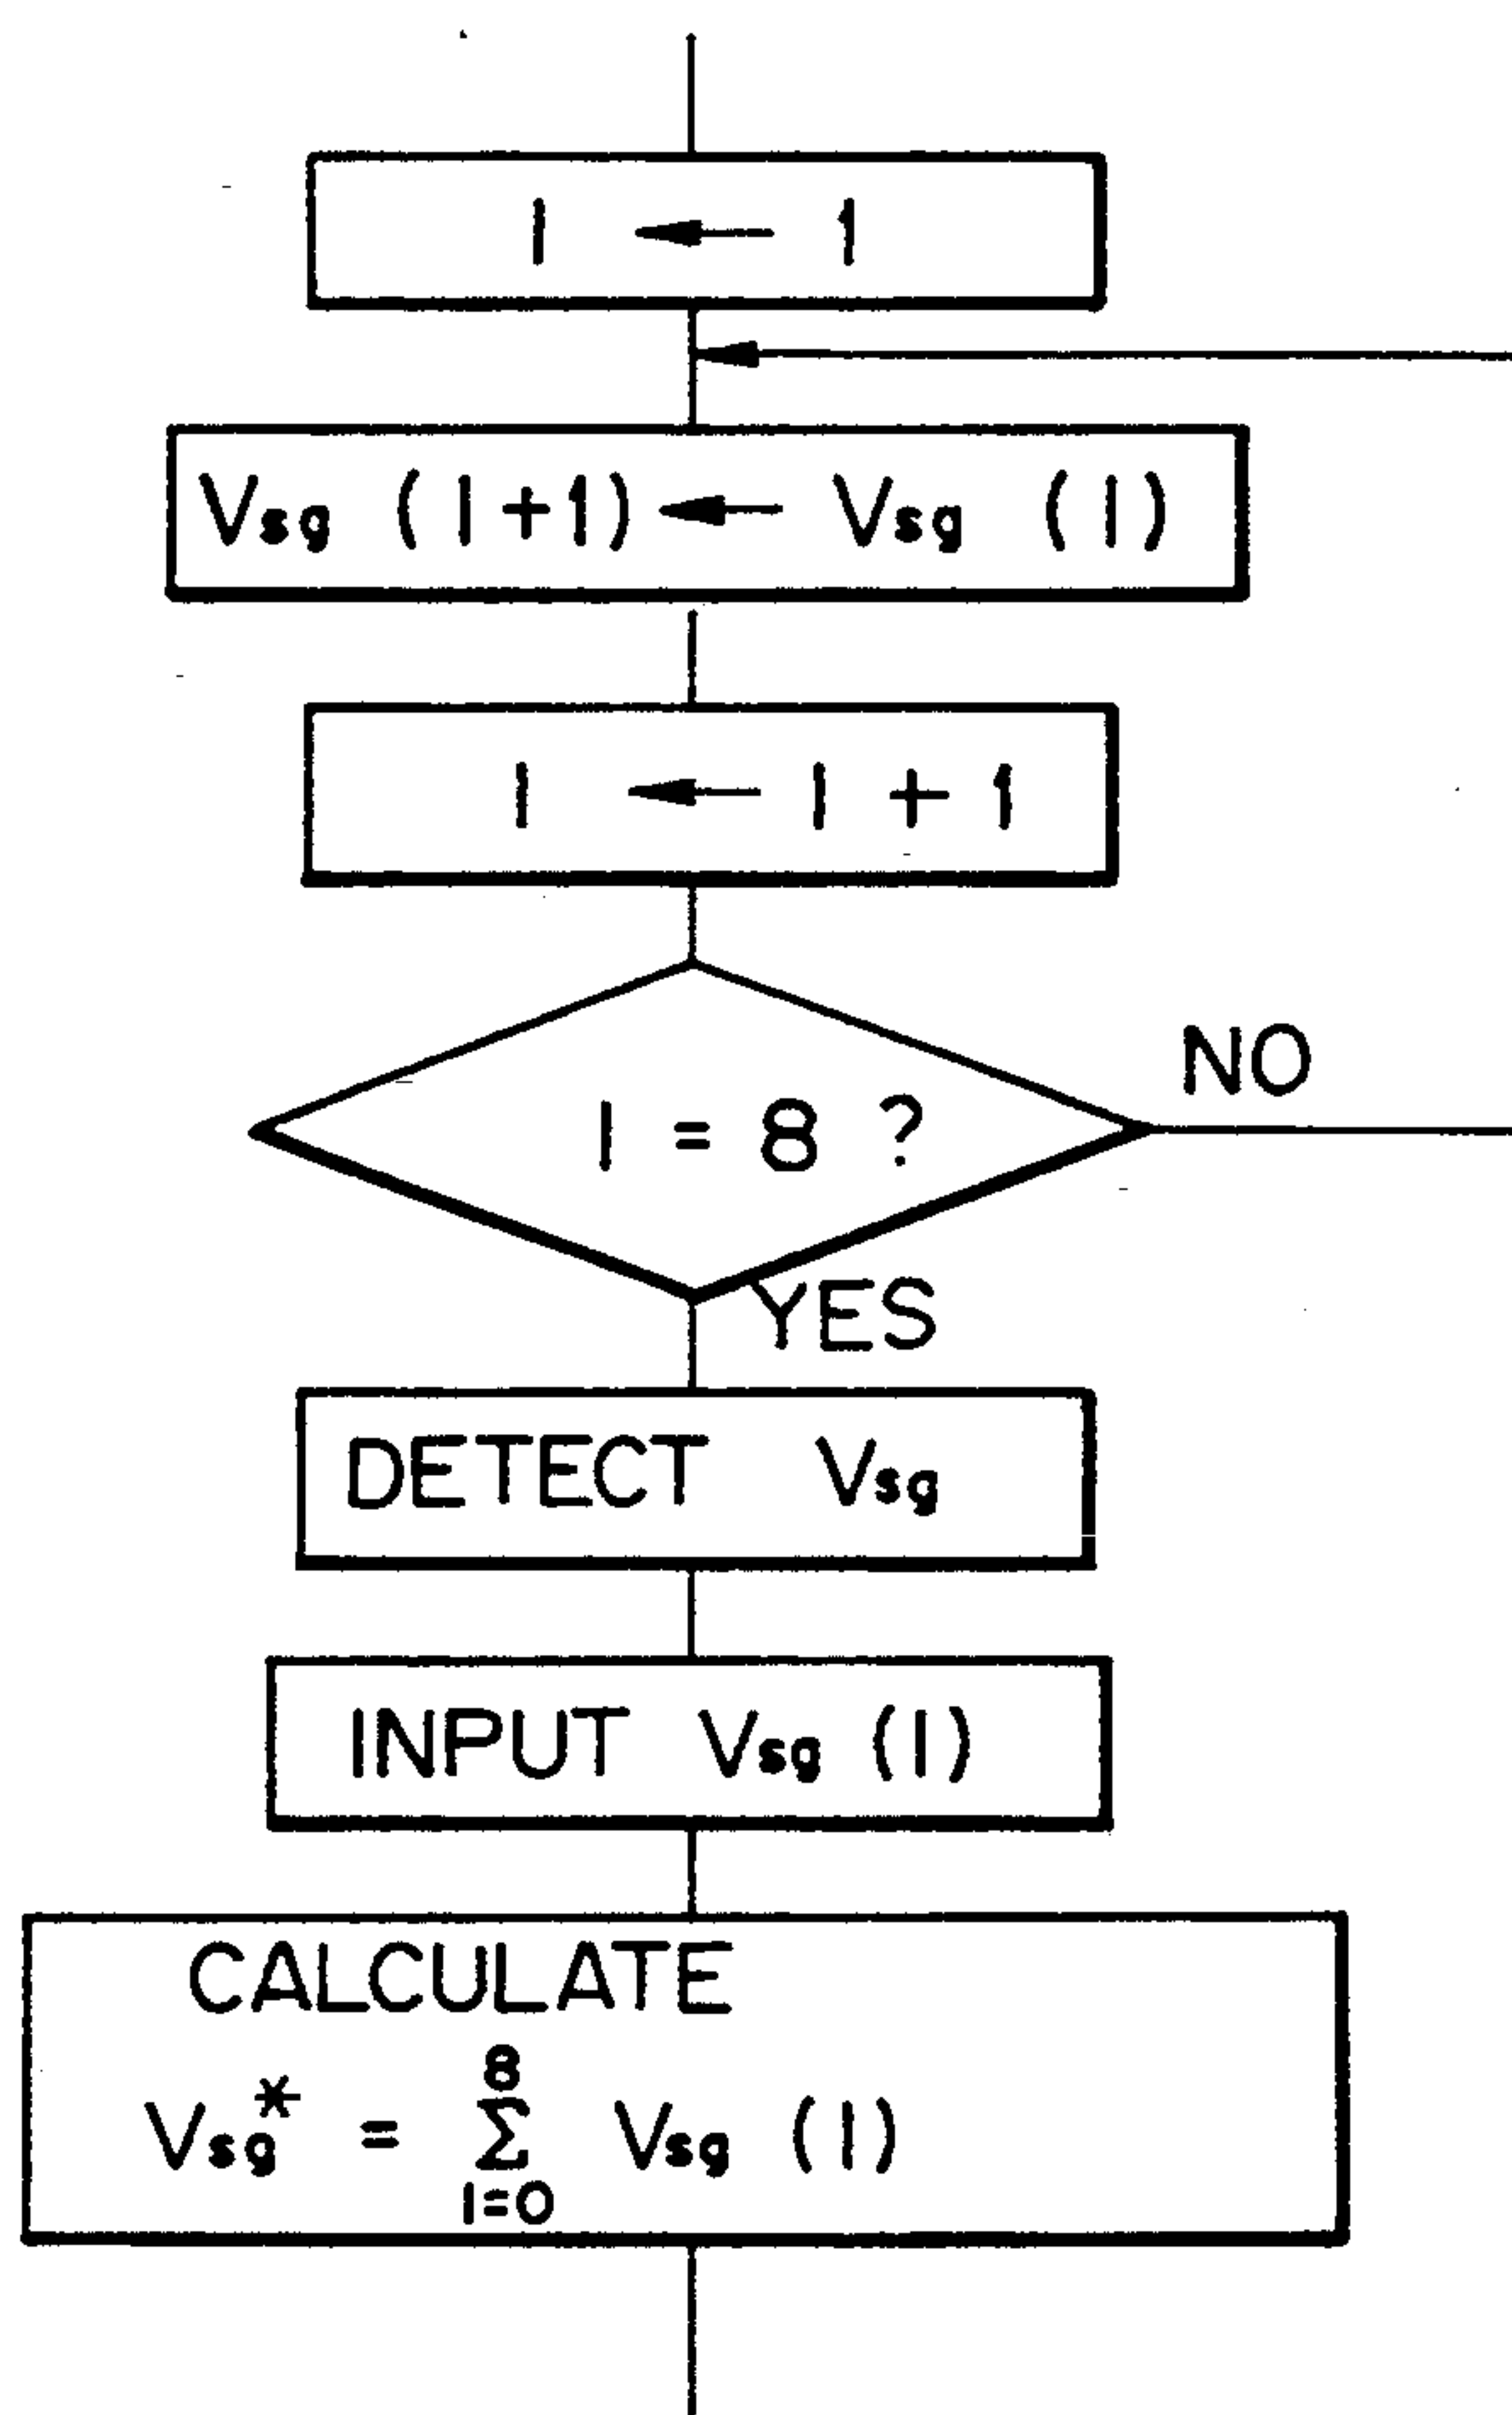 I ← 1
Vsg (I+1) ← Vsg (I)
I ← I + 1
I = 8 ?
NO
YES
DETECT Vsg
INPUT Vsg (I)
CALCULATE
8
Vsg* = Σ Vsg (I)
I=0